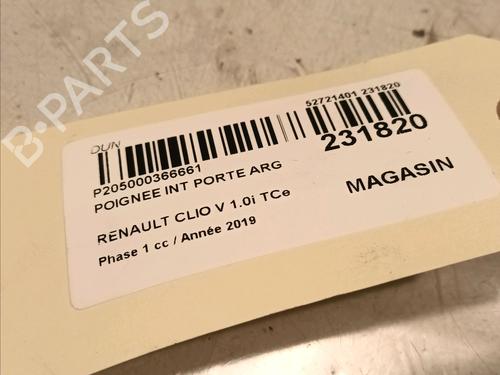 B-PARTS
DUN
52721401 231820
P205000366661
231820
POIGNEE INT PORTE ARG
MAGASIN
RENAULT CLIO V 1.0i TCe
Phase 1 cc / Année 2019